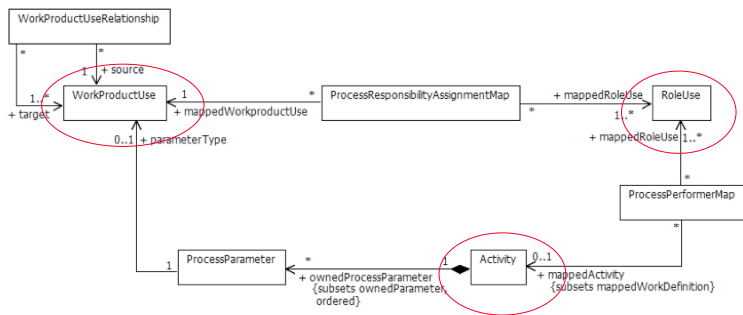 WorkProductUseRelationship
*
*
1
+ source
1..*
+ target
WorkProductUse
1
+ mappedWorkproductUse
*
ProcessResponsibilityAssignmentMap
*
+ mappedRoleUse
1..*
RoleUse
+ mappedRoleUse
1..*
*
ProcessPerformerMap
*
0..1
+ parameterType
1
ProcessParameter
*
+ ownedProcessParameter
{subsets ownedParameter,
ordered}
1
Activity
0..1
+ mappedActivity
{subsets mappedWorkDefinition}